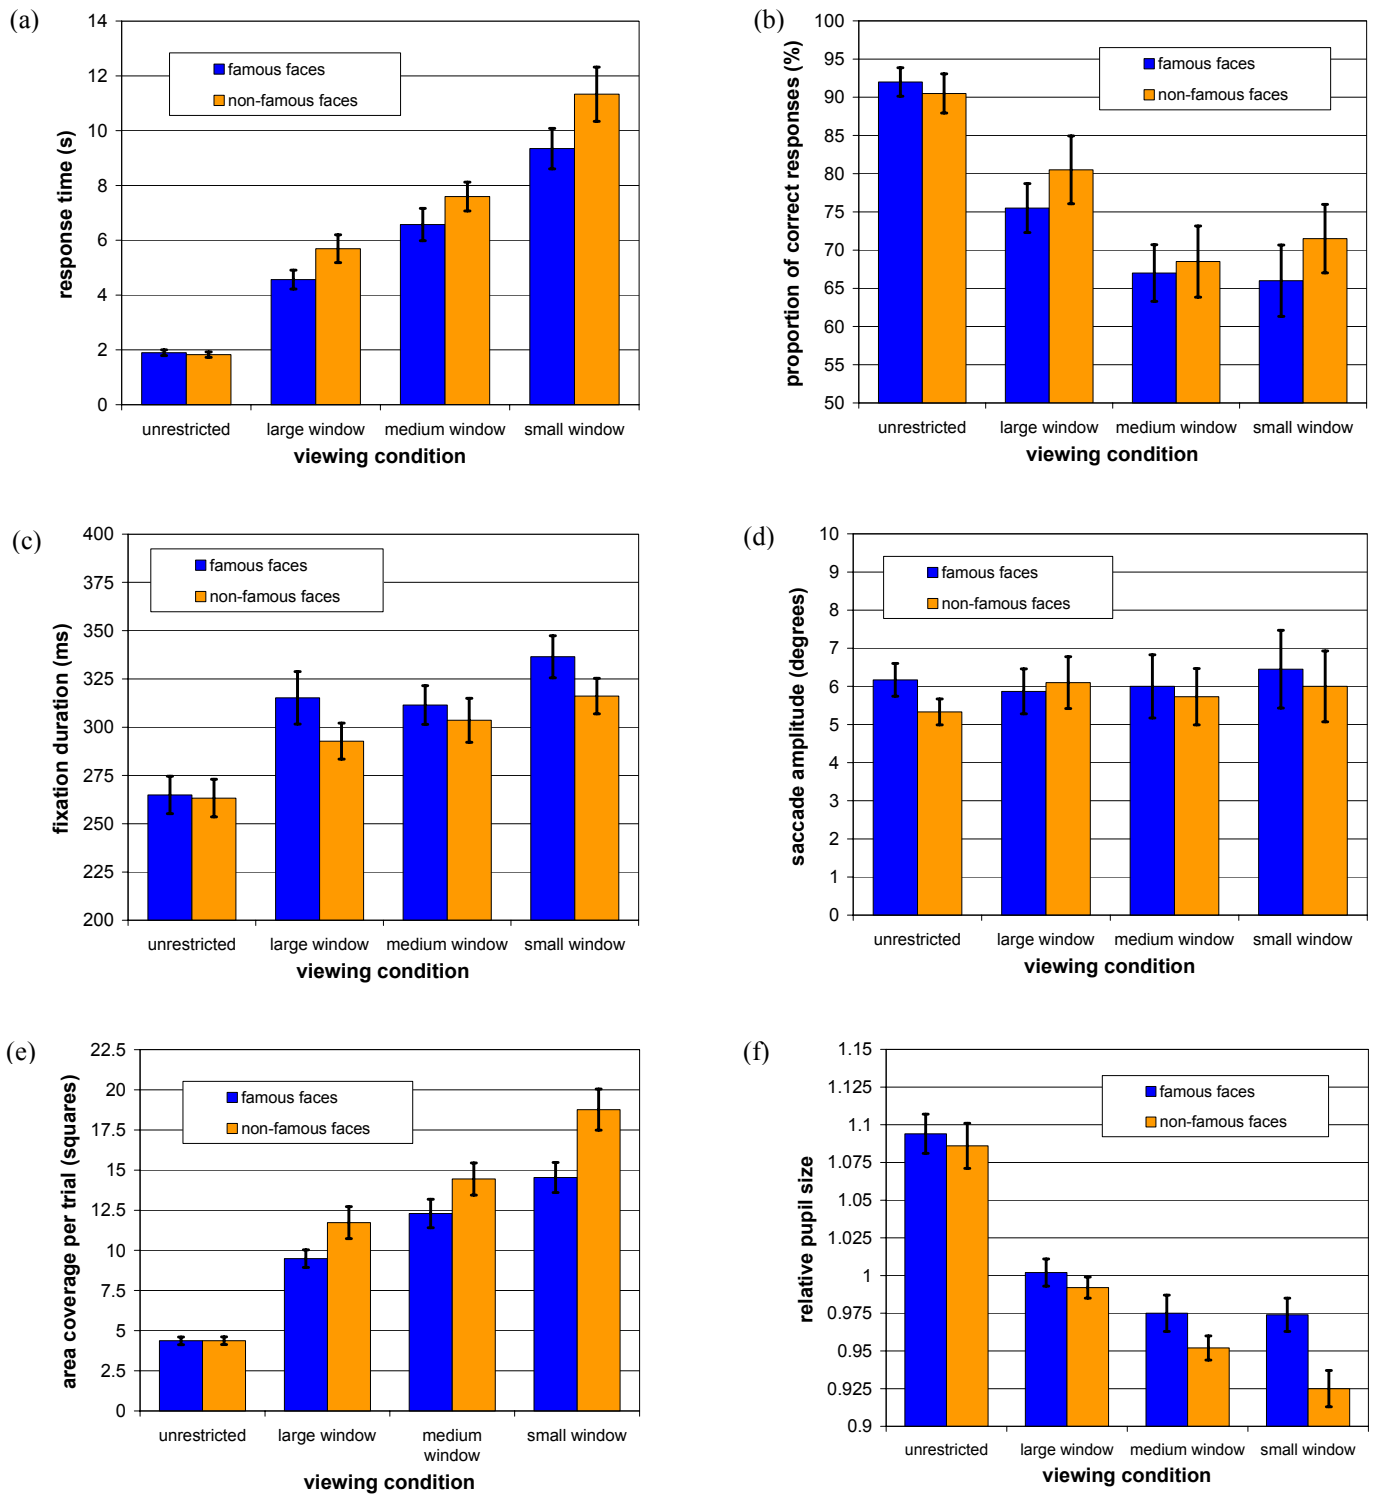 (a)
14
12
10
8
6
4
2
0
response time (s)
famous faces
non-famous faces
unrestricted large window medium window small window
viewing condition
(b)
100
95
90
85
80
75
70
65
60
55
50
proportion of correct responses (%)
famous faces
non-famous faces
unrestricted large window medium window small window
viewing condition
(c)
400
375
350
325
300
275
250
225
200
fixation duration (ms)
famous faces
non-famous faces
unrestricted large window medium window small window
viewing condition
(d)
10
9
8
7
6
5
4
3
2
1
0
saccade amplitude (degrees)
famous faces
non-famous faces
unrestricted large window medium window small window
viewing condition
(e)
22.5
20
17.5
15
12.5
10
7.5
5
2.5
0
area coverage per trial (squares)
famous faces
non-famous faces
unrestricted large window medium window small window
viewing condition
(f)
1.15
1.125
1.1
1.075
1.05
1.025
1
0.975
0.95
0.925
0.9
relative pupil size
famous faces
non-famous faces
unrestricted large window medium window small window
viewing condition